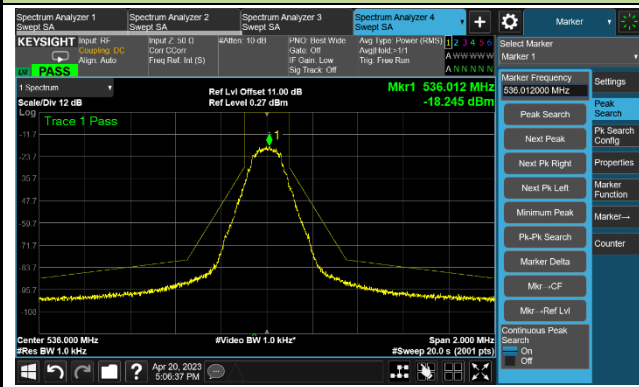 Spectrum Analyzer 1
Swept SA
Spectrum Analyzer 2
Swept SA
Spectrum Analyzer 3
Swept SA
Spectrum Analyzer 4
Swept SA
Marker
KEYSIGHT
Input: RF
Coupling: DC
Align: Auto
Input Z: 50 Ω
Corr CCorr
Freq Ref: Int (S)
#Atten: 10 dB
PNO: Best Wide
Gate: Off
IF Gain: Low
Sig Track: Off
Avg Type: Power (RMS)
Avg|Hold:>1/1
Trig: Free Run
1 2 3 4 5 6
A W W W W W
A N N N N N
LXI
PASS
Select Marker
Marker 1
1 Spectrum
Scale/Div 12 dB
Ref Lvl Offset 11.00 dB
Ref Level 0.27 dBm
Mkr1 536.012 MHz
-18.245 dBm
Log
Trace 1 Pass
1
-11.7
-23.7
-35.7
-47.7
-59.7
-71.7
-83.7
-95.7
-108
Center 536.000 MHz
#Res BW 1.0 kHz
#Video BW 1.0 kHz*
Span 2.000 MHz
#Sweep 20.0 s (2001 pts)
Marker Frequency
536.012000 MHz
Peak Search
Next Peak
Next Pk Right
Next Pk Left
Minimum Peak
Pk-Pk Search
Marker Delta
Mkr→CF
Mkr→Ref Lvl
Continuous Peak
Search
On
Off
Settings
Peak
Search
Pk Search
Config
Properties
Marker
Function
Marker→
Counter
?
Apr 20, 2023
5:06:37 PM